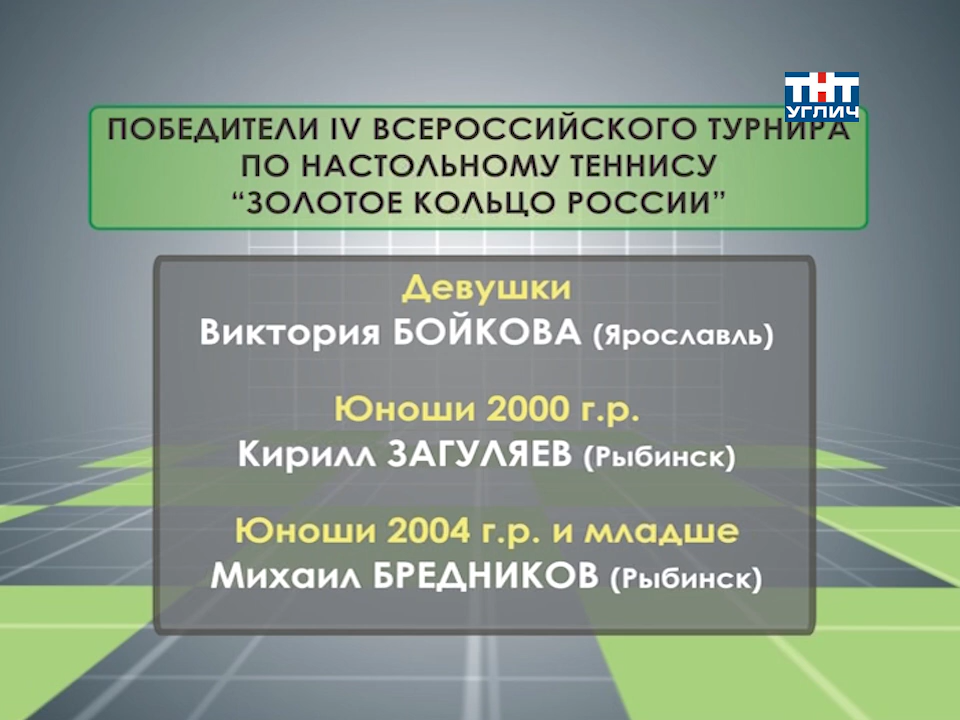 ТНТ
УГЛИЧ
ПОБЕДИТЕЛИ IV ВСЕРОССИЙСКОГО ТУРНИРА
ПО НАСТОЛЬНОМУ ТЕННИСУ
“ЗОЛОТОЕ КОЛЬЦО РОССИИ”
Девушки
Виктория БОЙКОВА (Ярославль)
Юноши 2000 г.р.
Кирилл ЗАГУЛЯЕВ (Рыбинск)
Юноши 2004 г.р. и младше
Михаил БРЕДНИКОВ (Рыбинск)